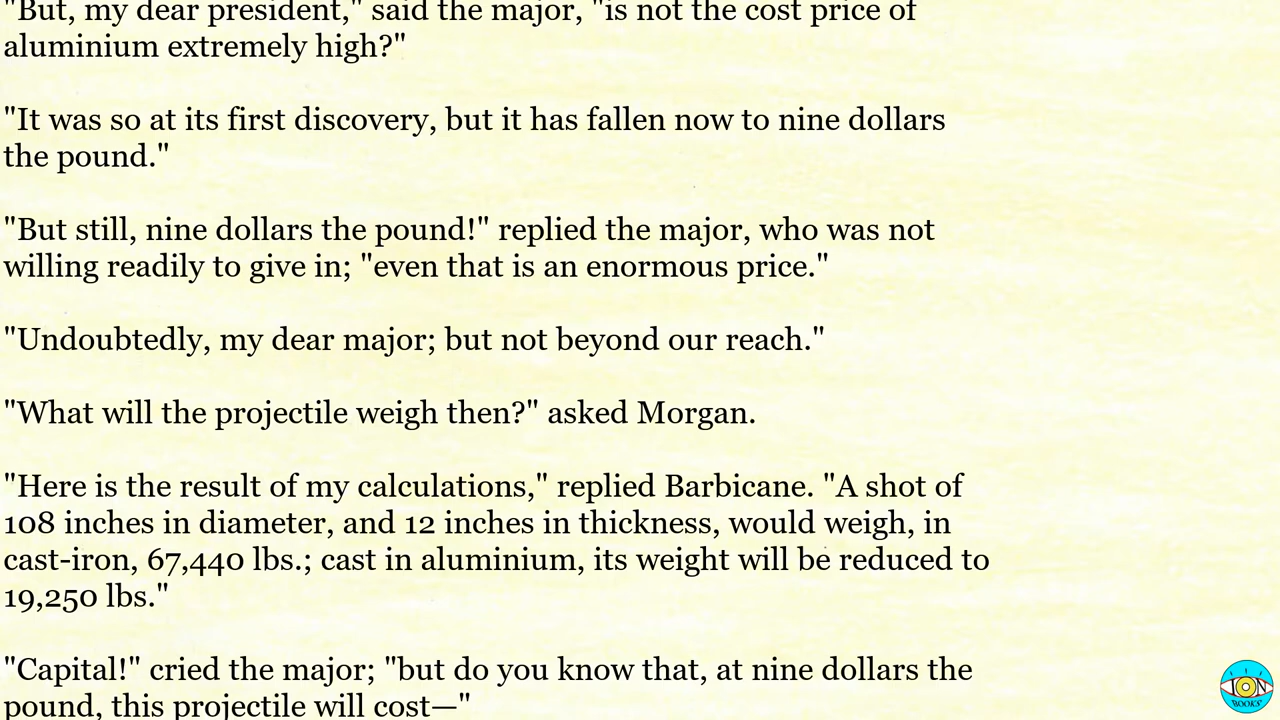 "But, my dear president," said the major, "is not the cost price of
aluminium extremely high?"
"It was so at its first discovery, but it has fallen now to nine dollars
the pound."
"But still, nine dollars the pound!" replied the major, who was not
willing readily to give in; "even that is an enormous price."
"Undoubtedly, my dear major; but not beyond our reach."
"What will the projectile weigh then?" asked Morgan.
"Here is the result of my calculations," replied Barbicane. "A shot of
108 inches in diameter, and 12 inches in thickness, would weigh, in
cast-iron, 67,440 lbs.; cast in aluminium, its weight will be reduced to
19,250 lbs."
"Capital!" cried the major; "but do you know that, at nine dollars the
pound, this projectile will cost—"
ION
BOOKS